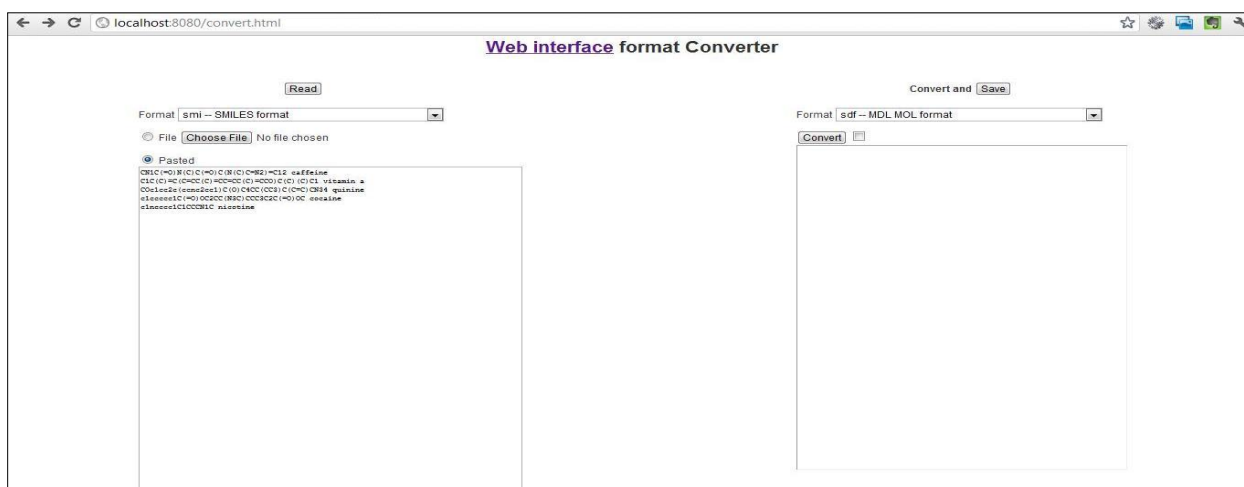 localhost:8080/convert.html
Web interface format Converter
Read
Format smi -- SMILES format
File Choose File No file chosen
Pasted
CN1C(=O)N(C)C(=O)C(N(C)C=N2)=C12 caffeine
C1C(C)=C(C=CC(C)=CC=CC(C)=CCO)C(C)(C)C1 vitamin a
COc1cc2c(ccnc2cc1)C(O)C4CC(CC3)C(C=C)CN34 quinine
c1ccccc1C(=O)OC2CC(N3C)CCC3C2C(=O)OC cocaine
c1ncccc1C1CCCN1C nicotine
Convert and Save
Format sdf -- MDL MOL format
Convert